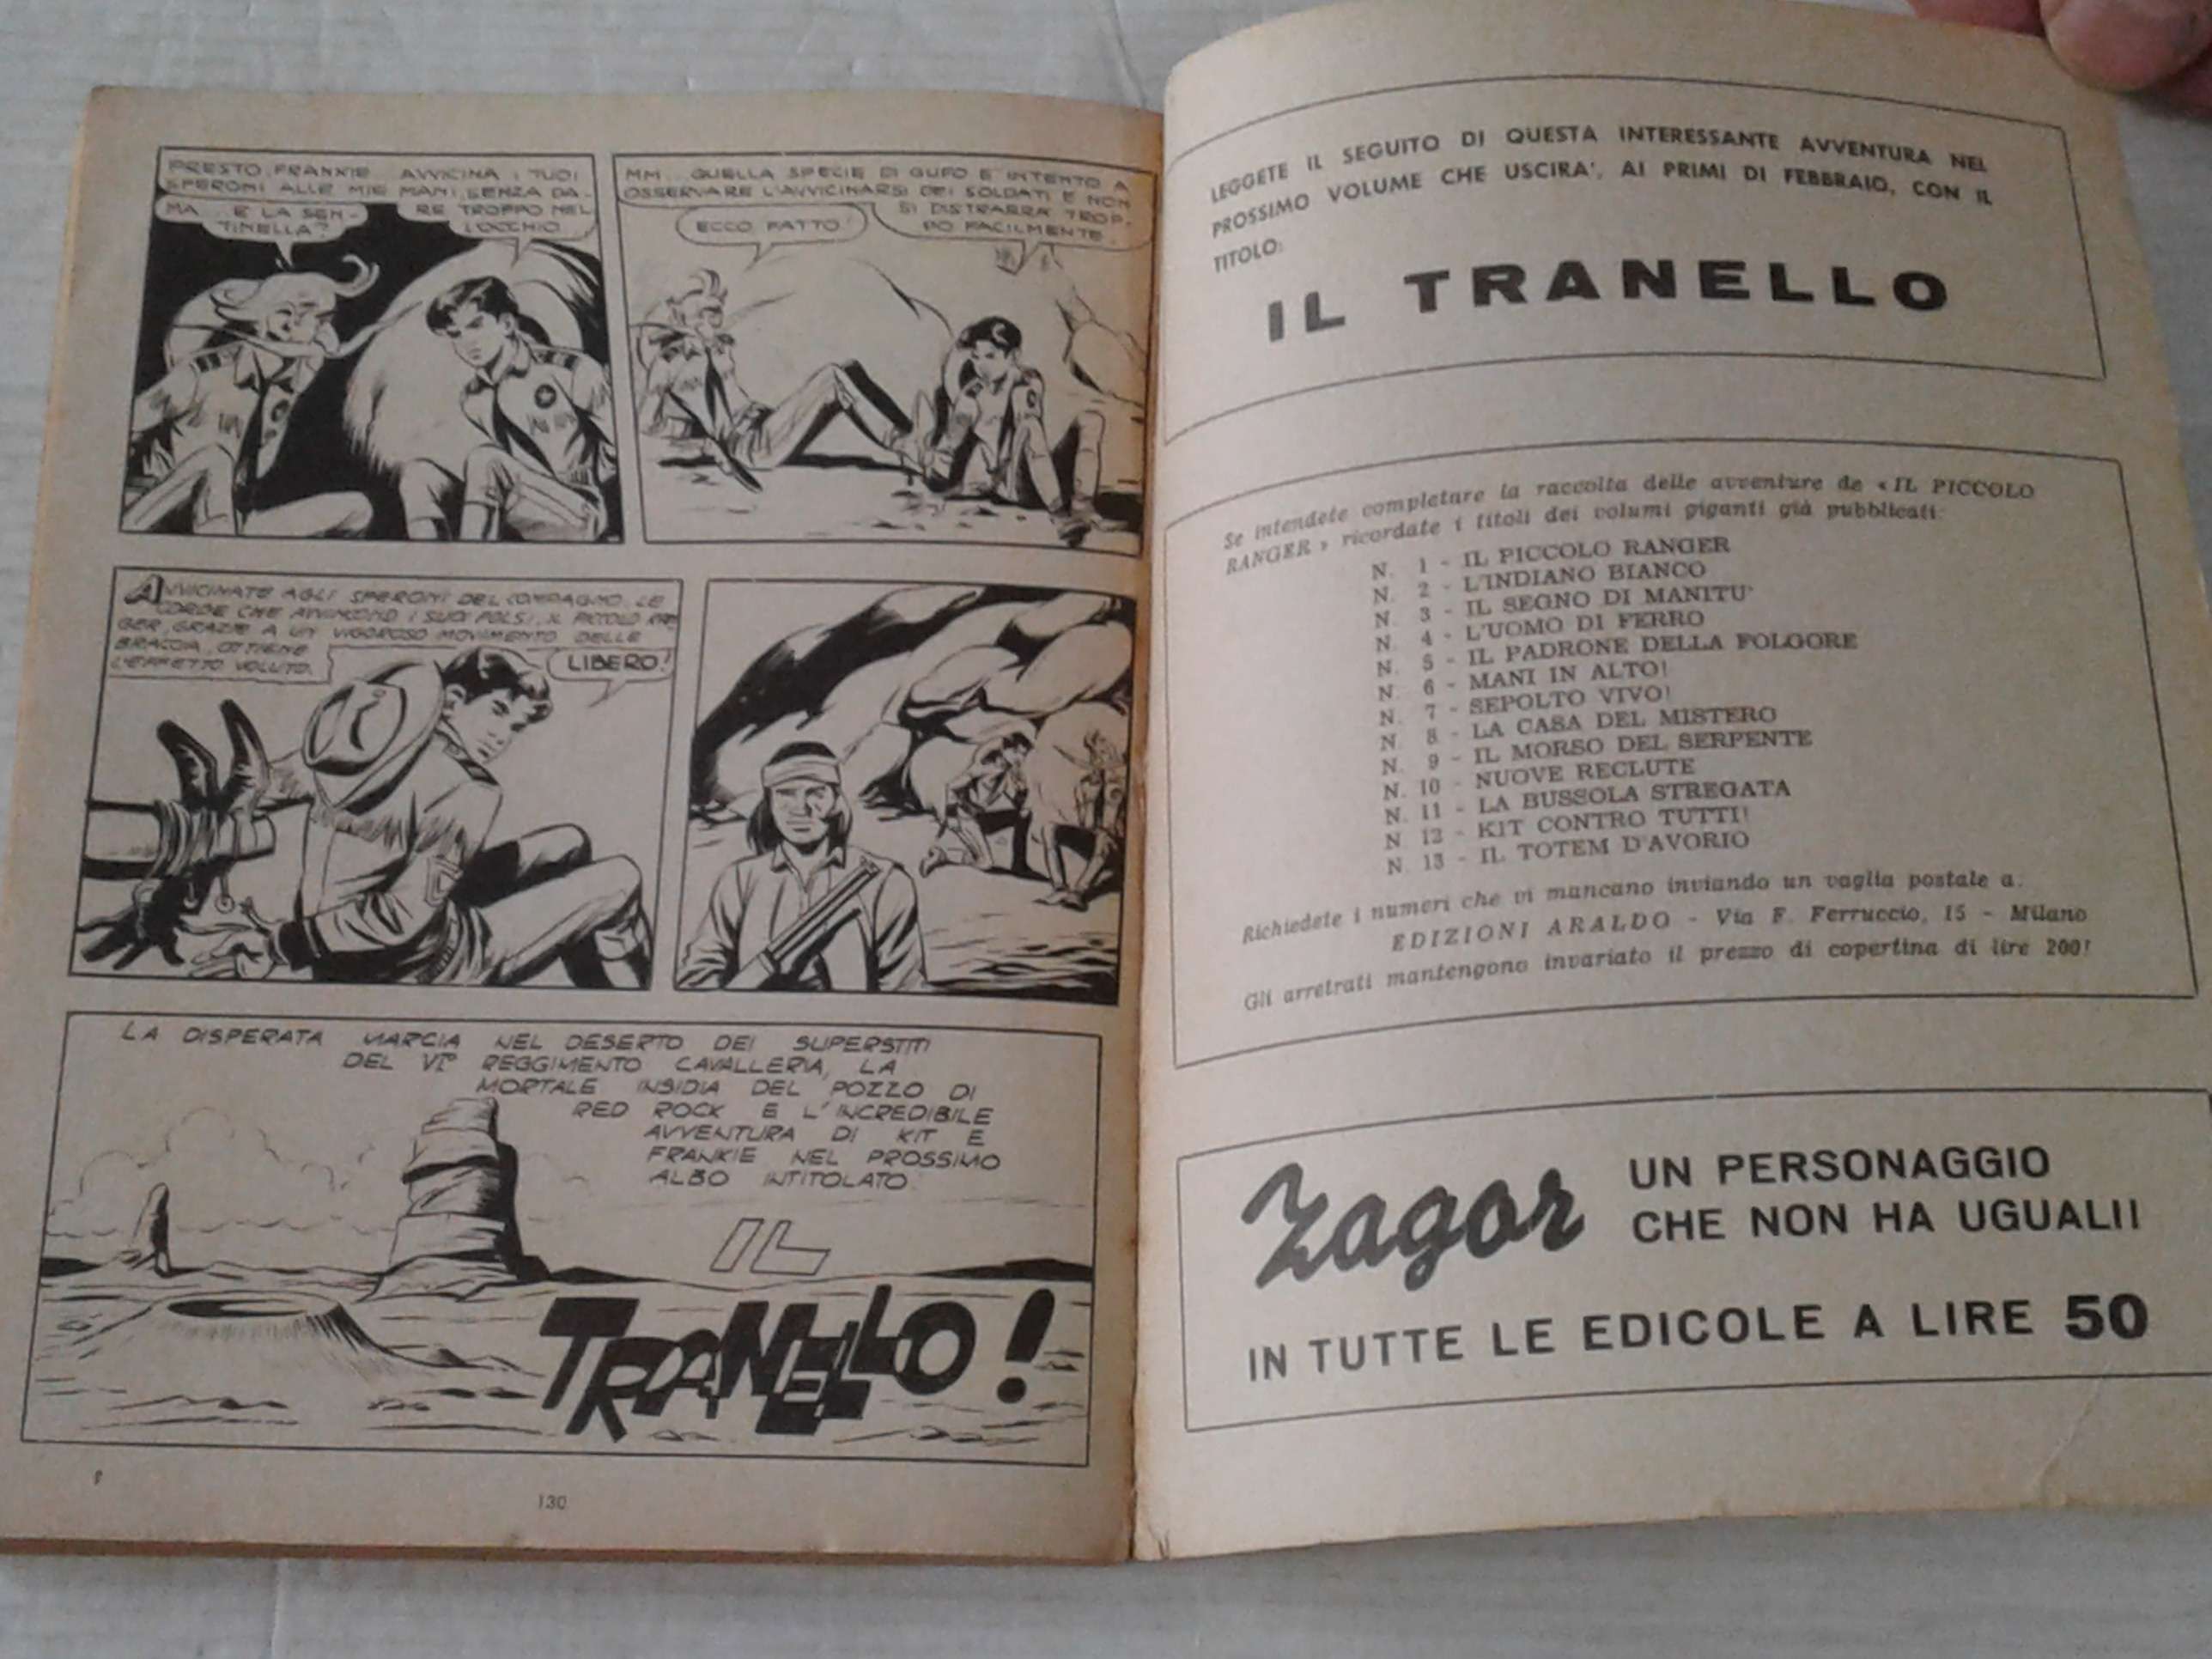 PRESTO, FRANKIE AVVICINA I TUOI
SPERONI ALLE MIE MANI, SENZA DA-
RE TROPPO NEL
L'OCCHIO.
MA... E LA SEN-
TINELLA?
MM... QUELLA SPECIE DI GUFO E' INTENTO A
OSSERVARE L'AVVICINARSI DEI SOLDATI E NON
SI DISTRARRÀ TROP-
PO FACILMENTE.
ECCO FATTO!
AVVICINATE AGLI SPERONI DEL COMPAGNO LE
CORDE CHE AVVINCONO I SUOI POLSI, IL PICCOLO RAN
GER, GRAZIE A UN VIGOROSO MOVIMENTO DELLE
BRACCIA, OTTIENE
L'EFFETTO VOLUTO.
LIBERO!
LA DISPERATA MARCIA NEL DESERTO DEI SUPERSTITI
DEL VI° REGGIMENTO CAVALLERIA, LA
MORTALE INSIDIA DEL POZZO DI
RED ROCK E L'INCREDIBILE
AVVENTURA DI KIT E
FRANKIE NEL PROSSIMO
ALBO INTITOLATO
IL
TRANELLO!
130
LEGGETE IL SEGUITO DI QUESTA INTERESSANTE AVVENTURA NEL
PROSSIMO VOLUME CHE USCIRA', AI PRIMI DI FEBBRAIO, CON IL
TITOLO:
IL TRANELLO
Se intendete completare la raccolta delle avventure de «IL PICCOLO
RANGER» ricordate i titoli dei volumi giganti già pubblicati:
N. 1 - IL PICCOLO RANGER
N. 2 - L'INDIANO BIANCO
N. 3 - IL SEGNO DI MANITU'
N. 4 - L'UOMO DI FERRO
N. 5 - IL PADRONE DELLA FOLGORE
N. 6 - MANI IN ALTO!
N. 7 - SEPOLTO VIVO!
N. 8 - LA CASA DEL MISTERO
N. 9 - IL MORSO DEL SERPENTE
N. 10 - NUOVE RECLUTE
N. 11 - LA BUSSOLA STREGATA
N. 12 - KIT CONTRO TUTTI!
N. 13 - IL TOTEM D'AVORIO
Richiedete i numeri che vi mancano inviando un vaglia postale a:
EDIZIONI ARALDO - Via F. Ferruccio, 15 - Milano
Gli arretrati mantengono invariato il prezzo di copertina di lire 200!
Zagor UN PERSONAGGIO
CHE NON HA UGUALI!
IN TUTTE LE EDICOLE A LIRE 50